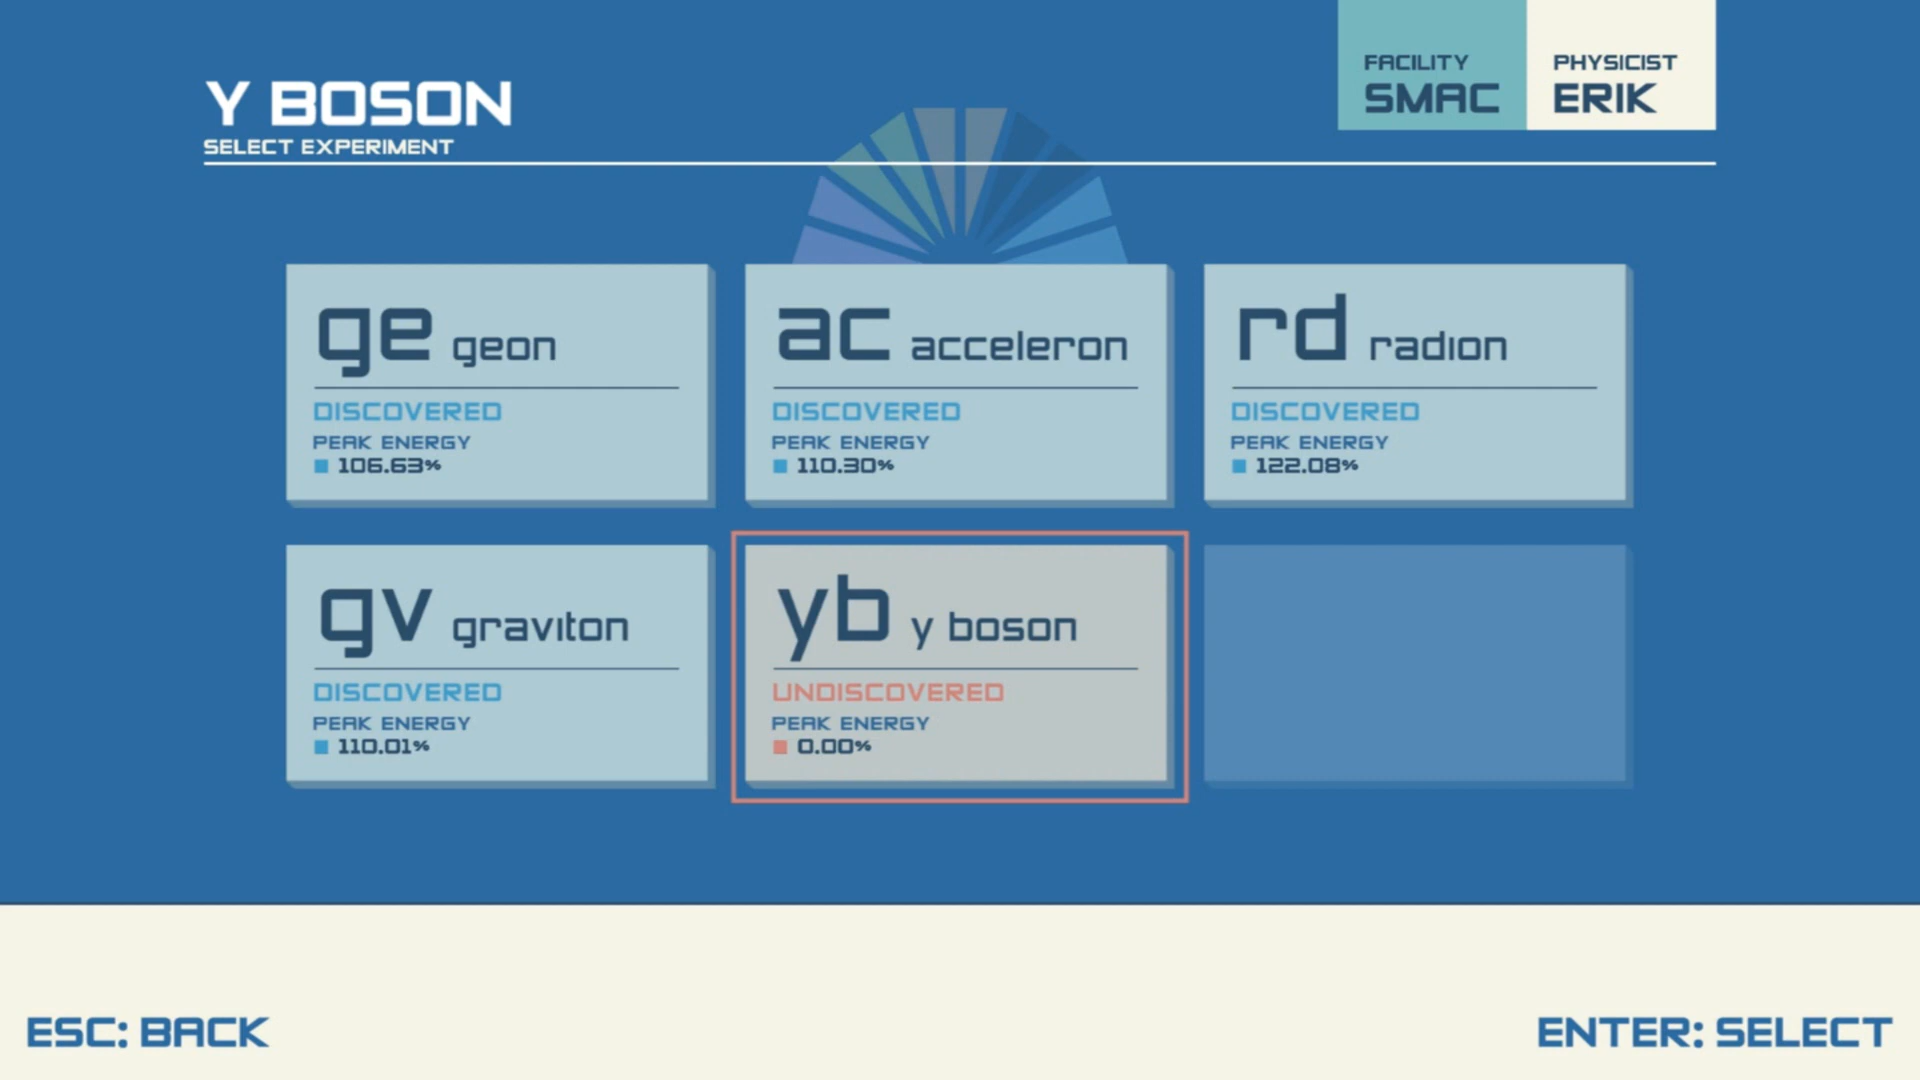 Y BOSON
SELECT EXPERIMENT
FACILITY
SMAC
PHYSICIST
ERIK
ge geon
DISCOVERED
PEAK ENERGY
106.63%
ac acceleron
DISCOVERED
PEAK ENERGY
110.30%
rd radion
DISCOVERED
PEAK ENERGY
122.08%
gv graviton
DISCOVERED
PEAK ENERGY
110.01%
yb y boson
UNDISCOVERED
PEAK ENERGY
0.00%
ESC: BACK
ENTER: SELECT